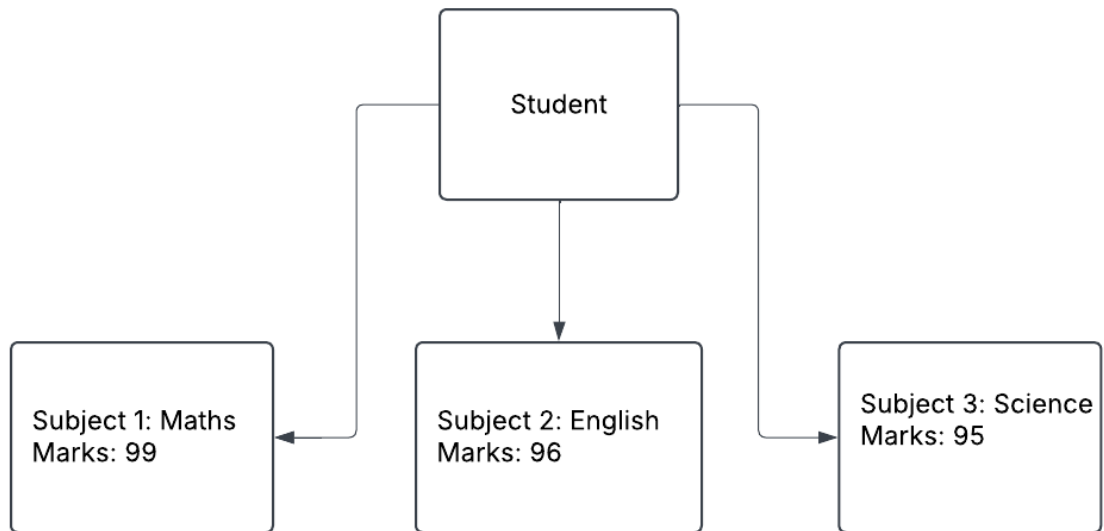 Student
Subject 1: Maths
Marks: 99
Subject 2: English
Marks: 96
Subject 3: Science
Marks: 95